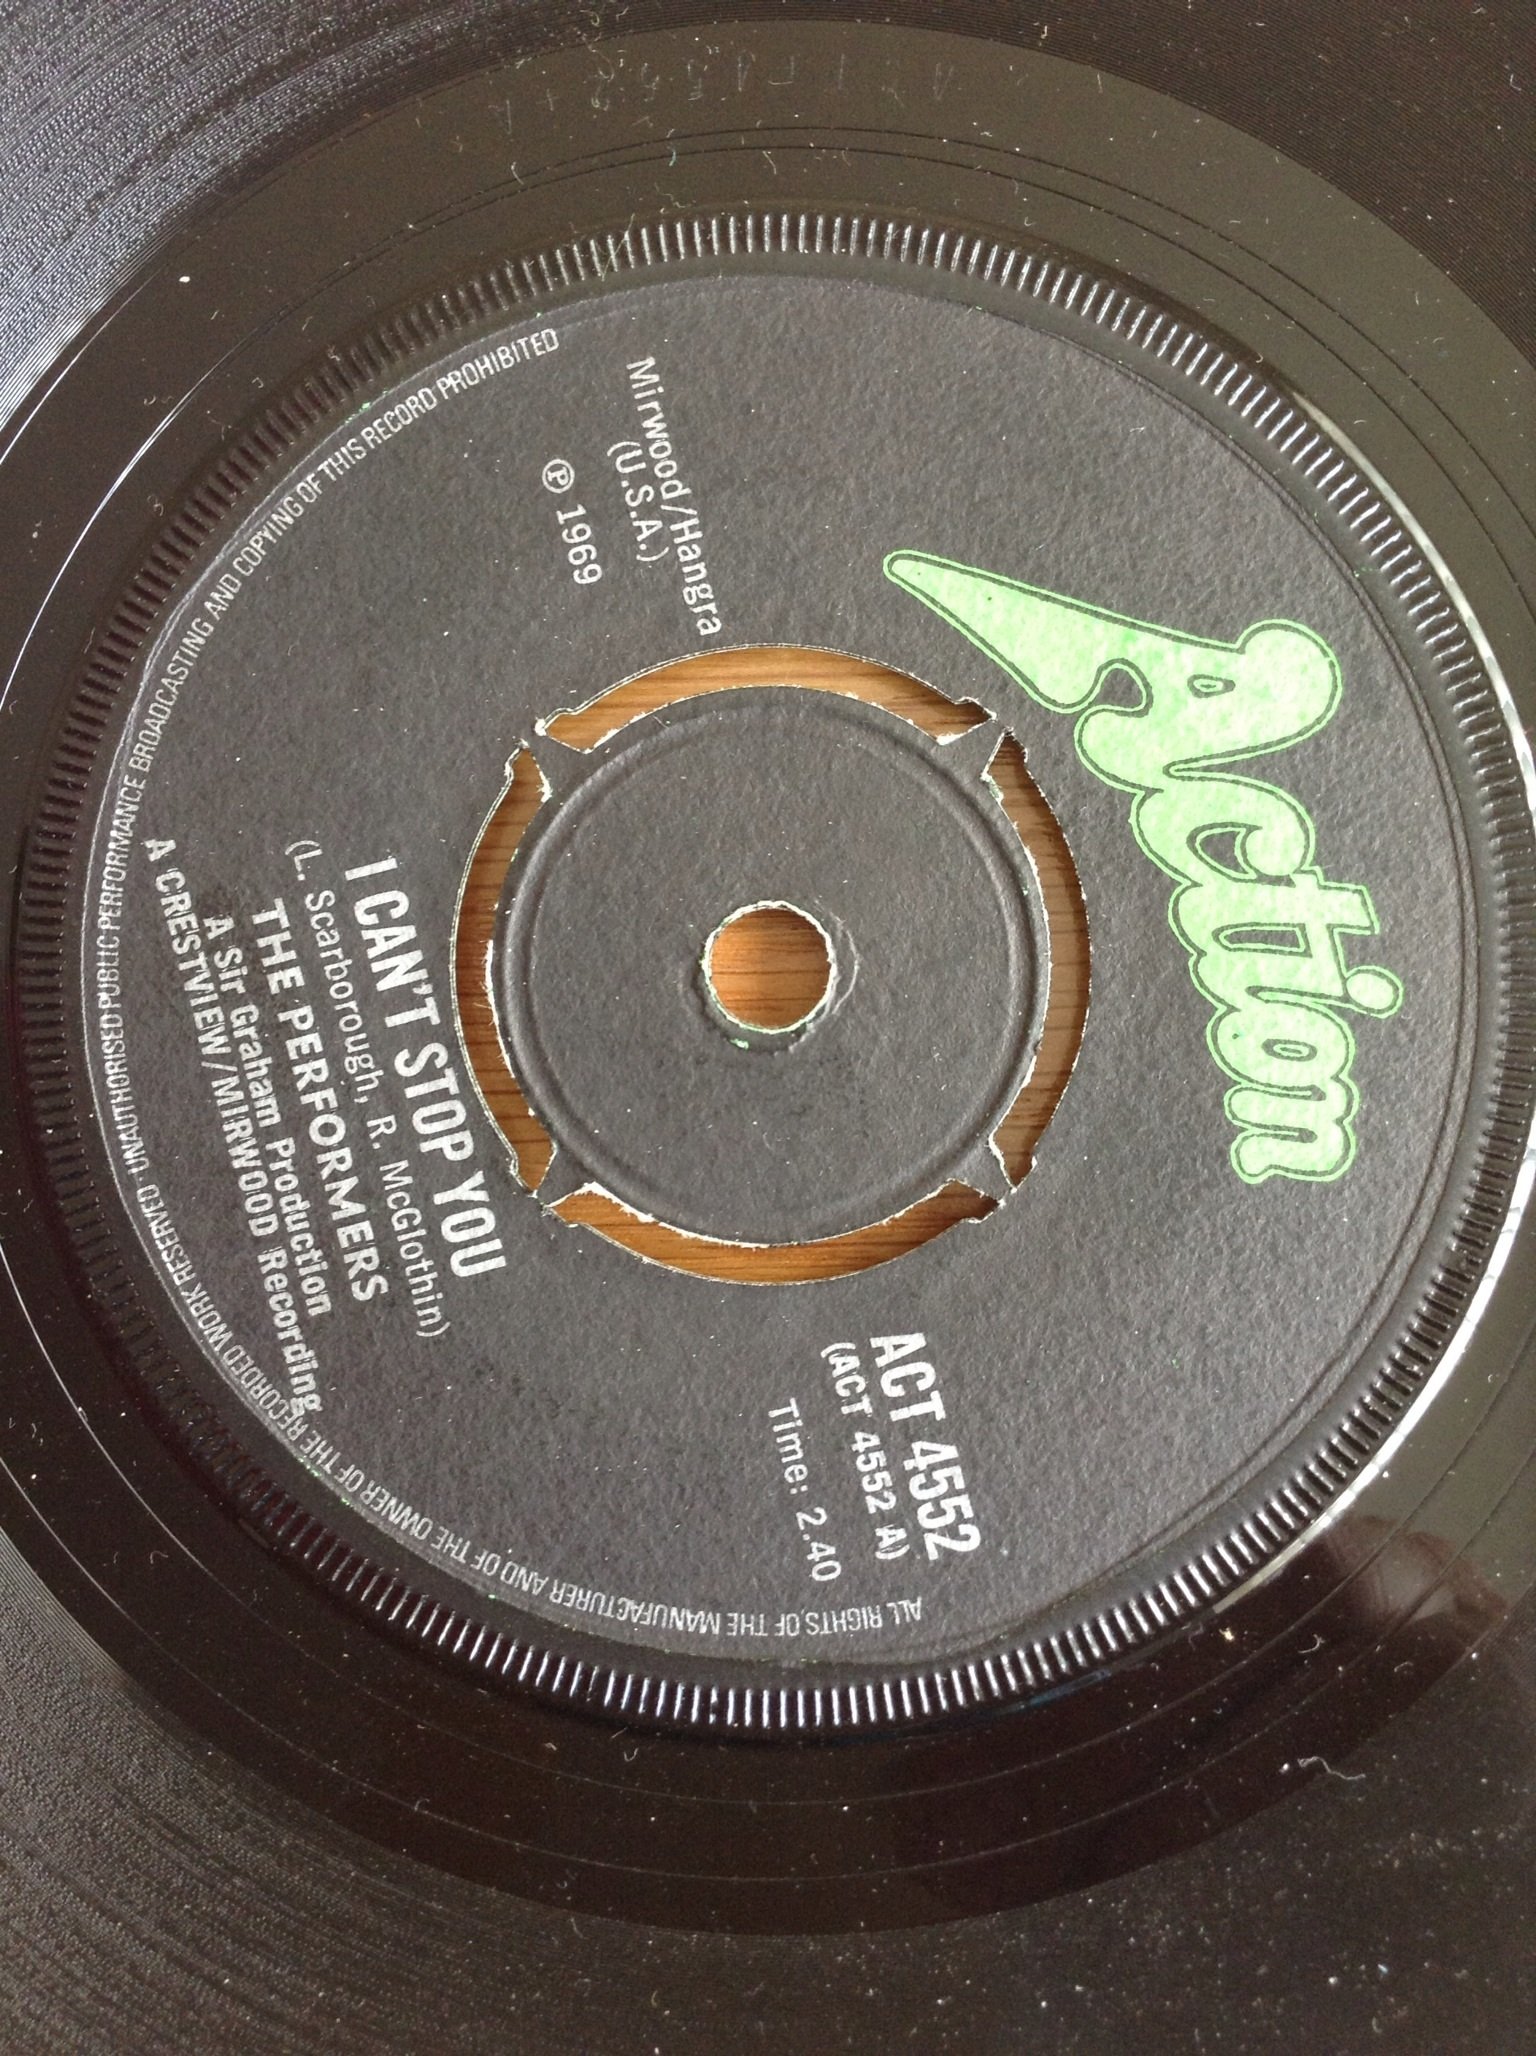 Action
Mirwood/Hangra
(U.S.A.)
℗ 1969
ACT 4552
(ACT 4552 A)
Time: 2.40
I CAN'T STOP YOU
(L. Scarborough, R. McGlothin)
THE PERFORMERS
A Sir Graham Production
A CRESTVIEW/MIRWOOD Recording
ALL RIGHTS OF THE MANUFACTURER AND OF THE OWNER OF THE RECORDED WORK RESERVED · UNAUTHORISED PUBLIC PERFORMANCE BROADCASTING AND COPYING OF THIS RECORD PROHIBITED